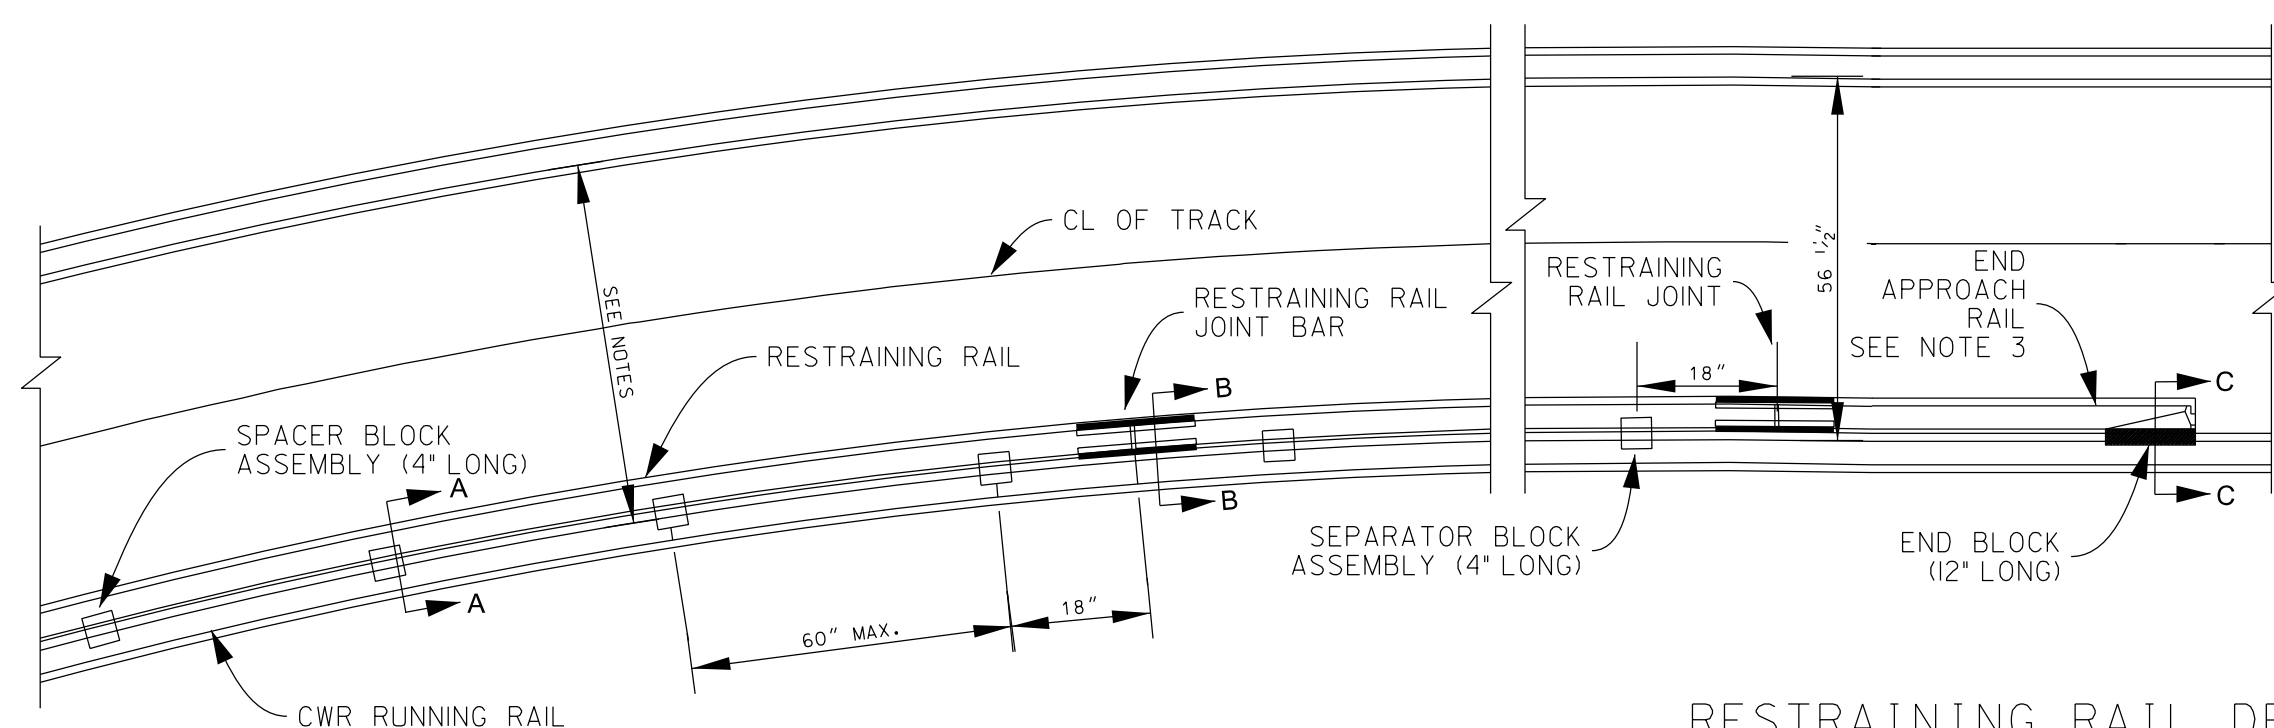 CL OF TRACK
RESTRAINING
RAIL JOINT
56 1/2"
END
APPROACH
RAIL
SEE NOTE 3
SEE NOTES
RESTRAINING RAIL
JOINT BAR
RESTRAINING RAIL
18"
B
C
SPACER BLOCK
ASSEMBLY (4" LONG)
A
B
C
SEPARATOR BLOCK
ASSEMBLY (4" LONG)
END BLOCK
(12" LONG)
A
60" MAX.
18"
CWR RUNNING RAIL
RESTRAINING RAIL